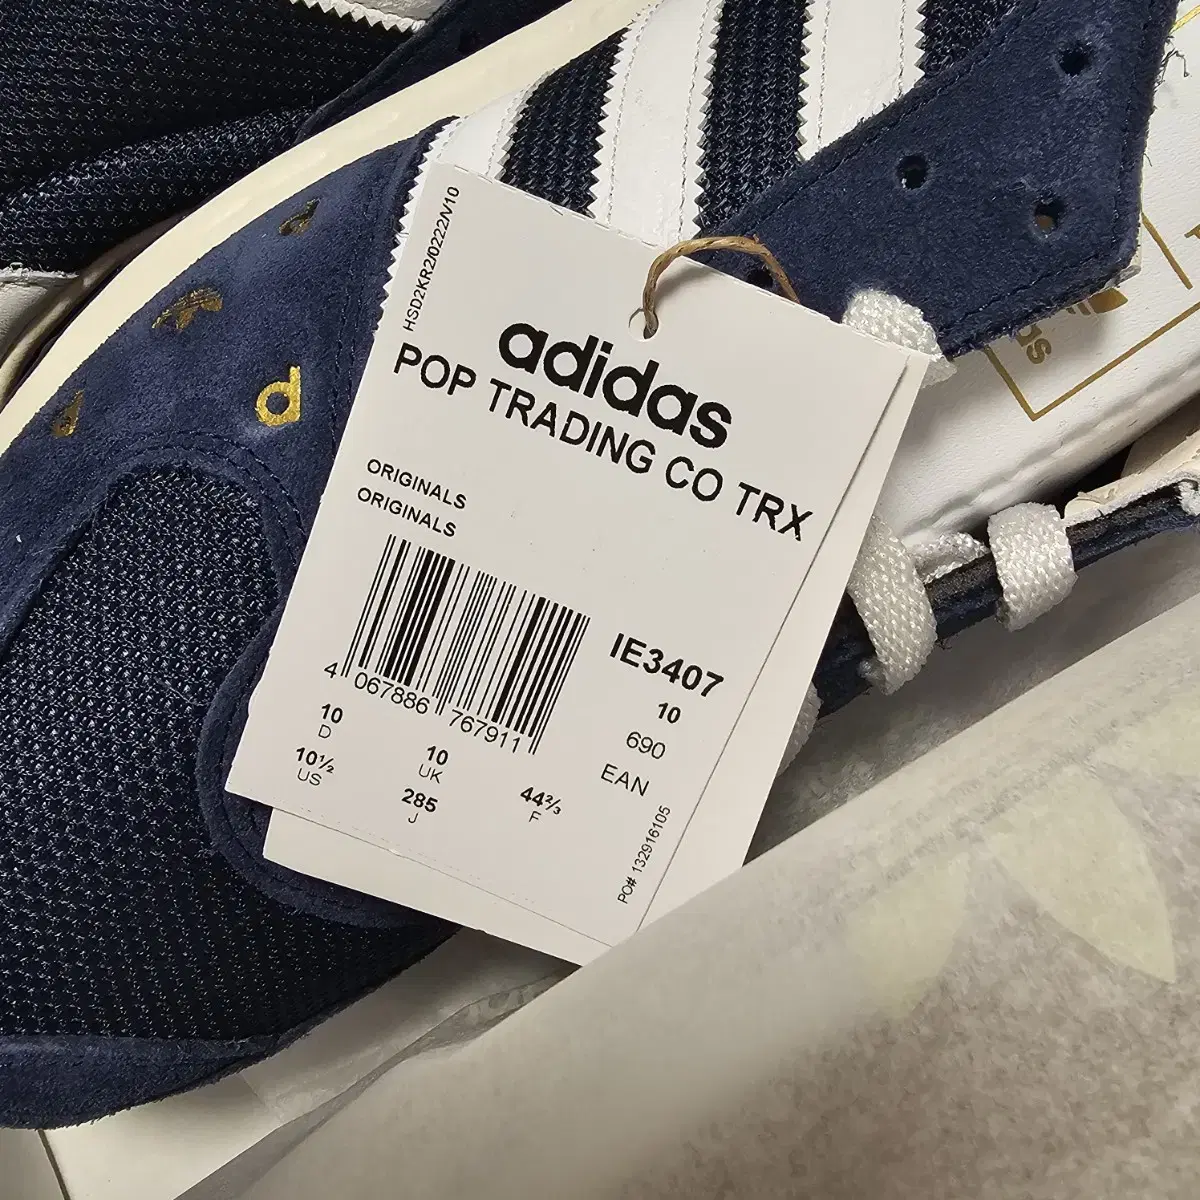 HSD2KR2/0222/V10
adidas
POP TRADING CO TRX
ORIGINALS
ORIGINALS
4 067886 767911
IE3407
10
690
EAN
10
D
10
UK
10½
US
285
J
44⅔
F
PO# 132916105
d